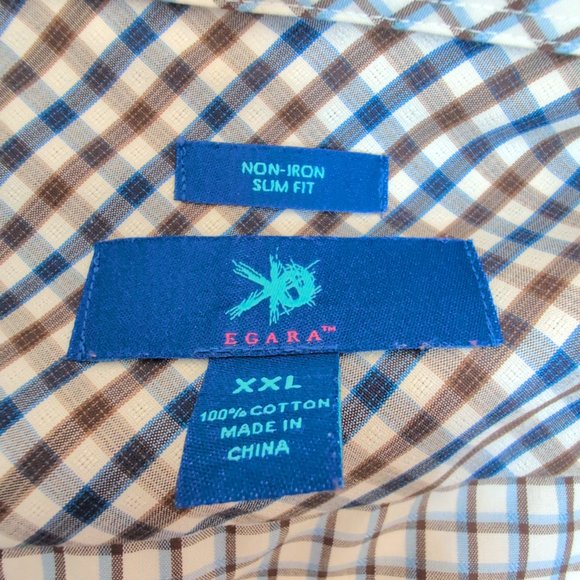 NON-IRON
SLIM FIT
EGARA™
XXL
100% COTTON
MADE IN
CHINA